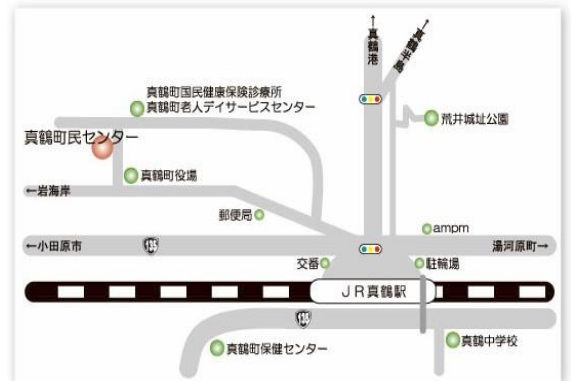 ←真鶴港
←真鶴半島
真鶴町国民健康保険診療所
真鶴町老人デイサービスセンター
荒井城址公園
真鶴町民センター
真鶴町役場
←岩海岸
郵便局
ampm
←小田原市
135
湯河原町→
交番
駐輪場
JR真鶴駅
135
真鶴町保健センター
真鶴中学校